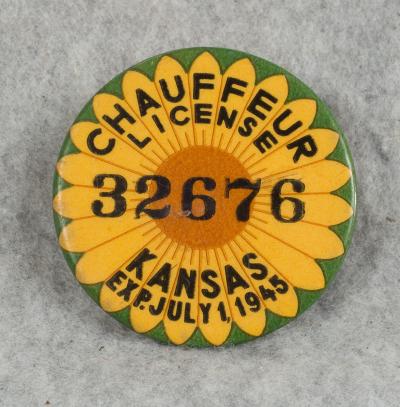 CHAUFFEUR
LICENSE
32676
KANSAS
EXP. JULY 1, 1945